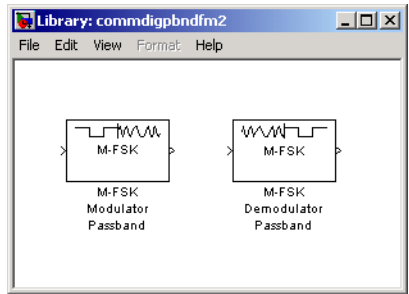 Library: commdigpbndfm2
File Edit View Format Help
M-FSK
M-FSK
Modulator
Passband
M-FSK
M-FSK
Demodulator
Passband